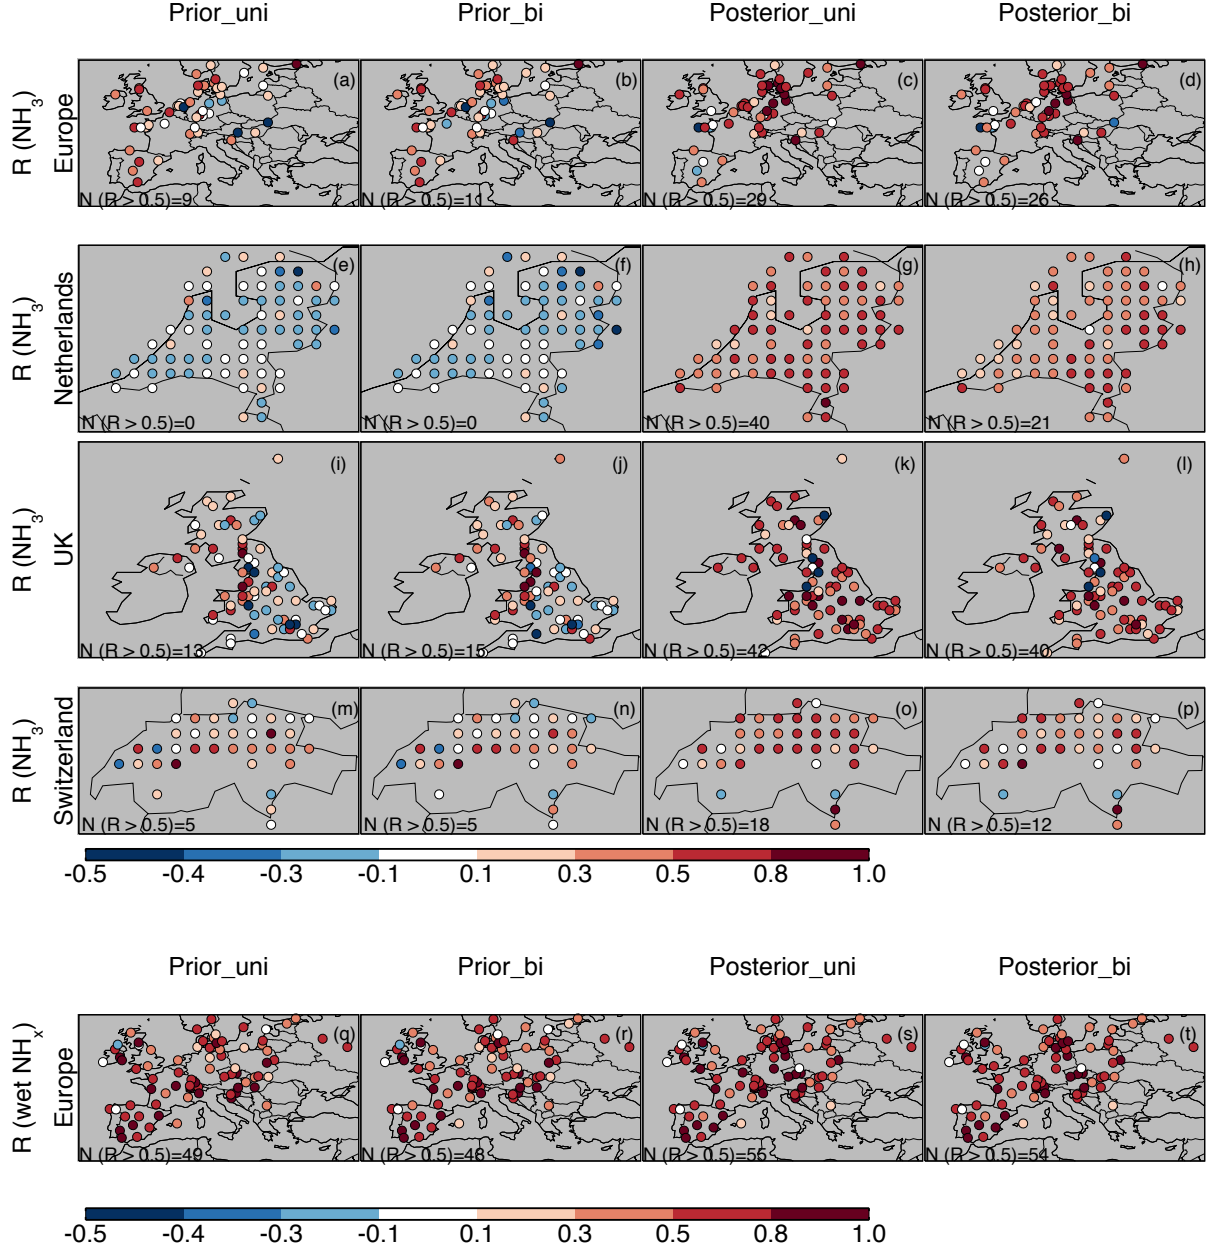 Prior_uni Prior_bi Posterior_uni Posterior_bi
R (NH3)
Europe
(a) (b) (c) (d)
N (R > 0.5)=9 N (R > 0.5)=11 N (R > 0.5)=29 N (R > 0.5)=26
R (NH3)
Netherlands
(e) (f) (g) (h)
N (R > 0.5)=0 N (R > 0.5)=0 N (R > 0.5)=40 N (R > 0.5)=21
R (NH3)
UK
(i) (j) (k) (l)
N (R > 0.5)=13 N (R > 0.5)=15 N (R > 0.5)=42 N (R > 0.5)=40
R (NH3)
Switzerland
(m) (n) (o) (p)
N (R > 0.5)=5 N (R > 0.5)=5 N (R > 0.5)=18 N (R > 0.5)=12
-0.5 -0.4 -0.3 -0.1 0.1 0.3 0.5 0.8 1.0
Prior_uni Prior_bi Posterior_uni Posterior_bi
R (wet NHx)
Europe
(q) (r) (s) (t)
N (R > 0.5)=49 N (R > 0.5)=48 N (R > 0.5)=55 N (R > 0.5)=54
-0.5 -0.4 -0.3 -0.1 0.1 0.3 0.5 0.8 1.0